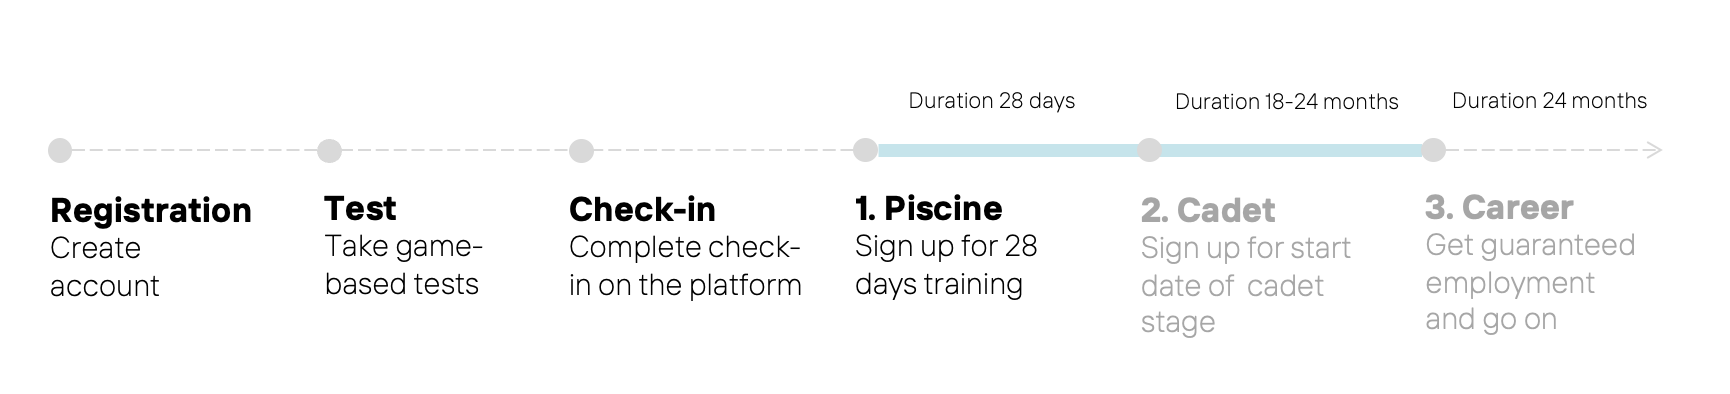 Duration 28 days
Duration 18-24 months
Duration 24 months
Registration
Create
account
Test
Take game-
based tests
Check-in
Complete check-
in on the platform
1. Piscine
Sign up for 28
days training
2. Cadet
Sign up for start
date of cadet
stage
3. Career
Get guaranteed
employment
and go on